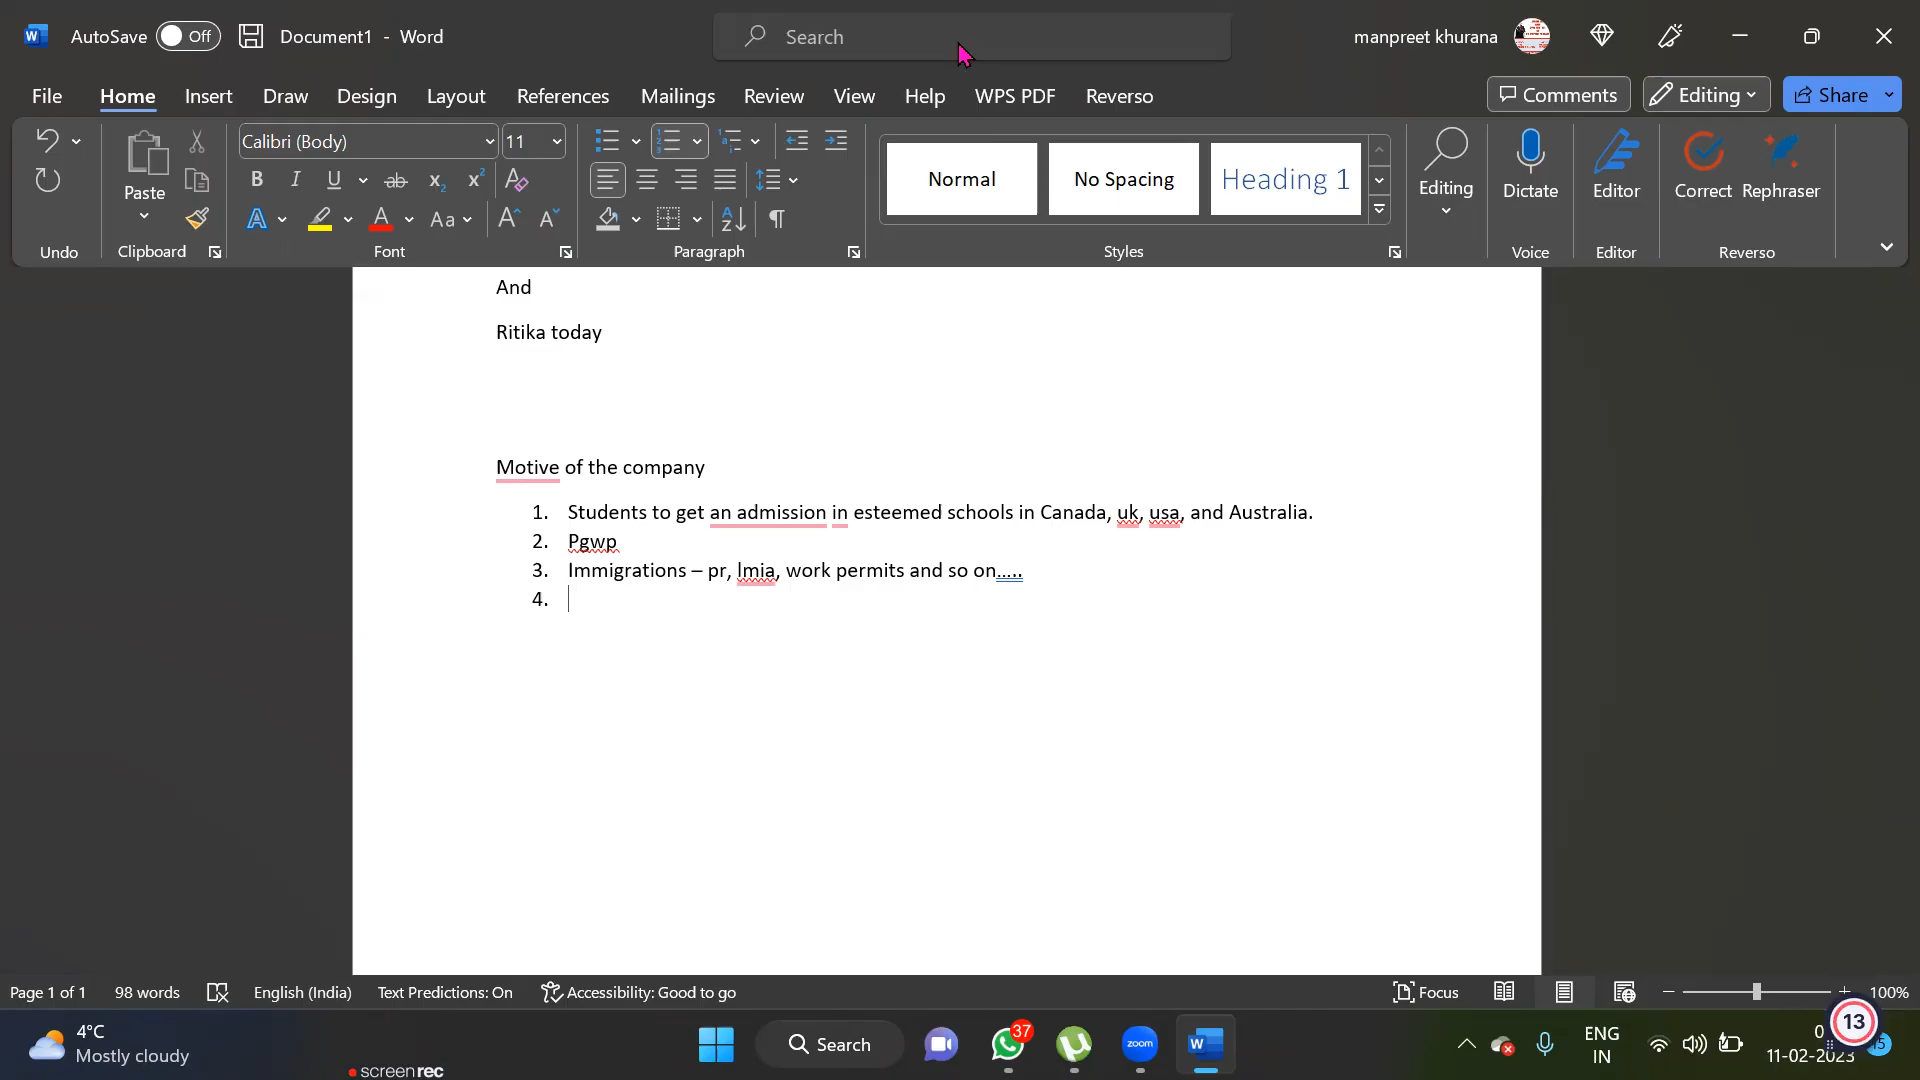 AutoSave Off Document1 - Word Search manpreet khurana
File Home Insert Draw Design Layout References Mailings Review View Help WPS PDF Reverso Comments Editing Share
Calibri (Body) 11
Paste
Normal No Spacing Heading 1
Editing Dictate Editor Correct Rephraser
Undo Clipboard Font Paragraph Styles Voice Editor Reverso
And
Ritika today
Motive of the company
1. Students to get an admission in esteemed schools in Canada, uk, usa, and Australia.
2. Pgwp
3. Immigrations – pr, lmia, work permits and so on…..
4.
Page 1 of 1 98 words English (India) Text Predictions: On Accessibility: Good to go Focus 100%
4°C
Mostly cloudy
Search
37
zoom
ENG
IN
11-02-2023
13
screenrec